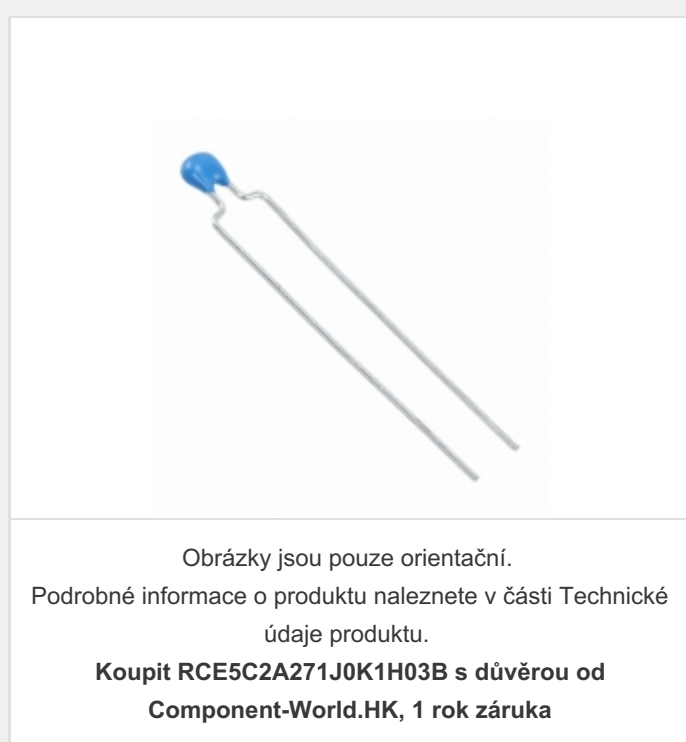 Obrázky jsou pouze orientační.
Podrobné informace o produktu naleznete v části Technické
údaje produktu.
Koupit RCE5C2A271J0K1H03B s důvěrou od
Component-World.HK, 1 rok záruka